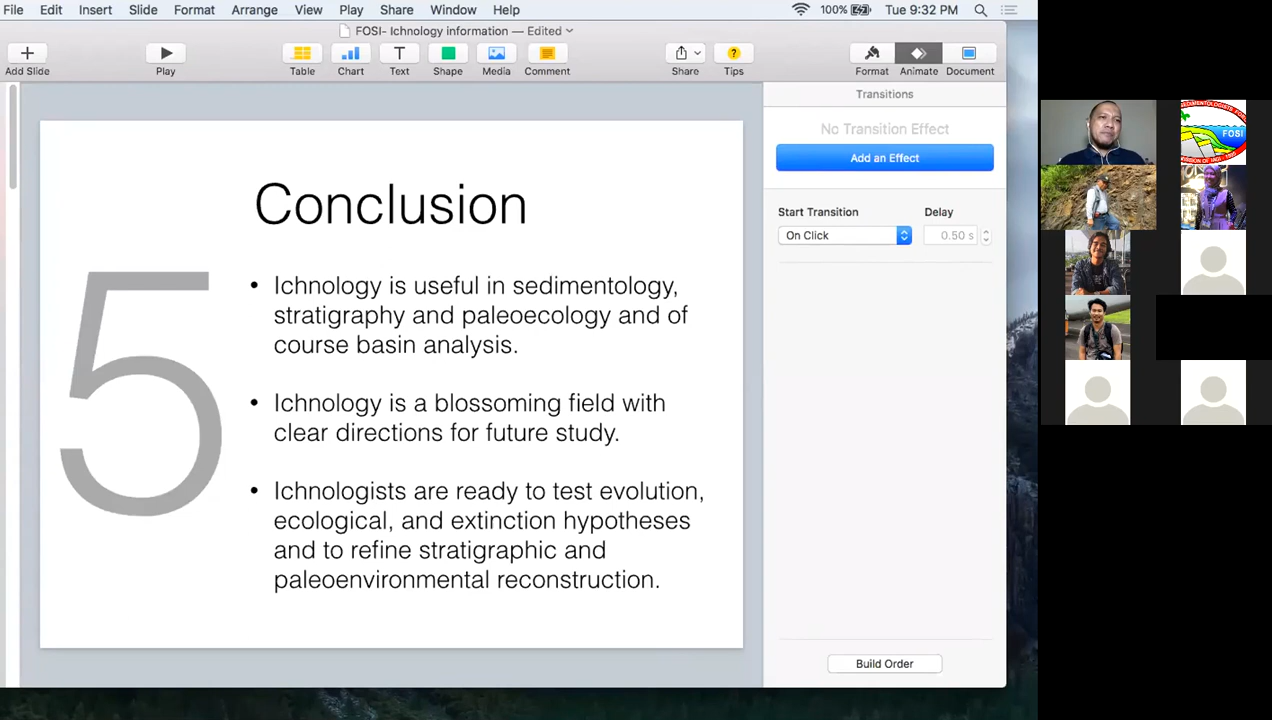 File Edit Insert Slide Format Arrange View Play Share Window Help
100% Tue 9:32 PM
FOSI- Ichnology information — Edited
Add Slide
Play
Table
Chart
Text
Shape
Media
Comment
Share
Tips
Format
Animate
Document
Transitions
No Transition Effect
Add an Effect
Start Transition Delay
On Click 0.50 s
Build Order
5
Conclusion
• Ichnology is useful in sedimentology,
stratigraphy and paleoecology and of
course basin analysis.
• Ichnology is a blossoming field with
clear directions for future study.
• Ichnologists are ready to test evolution,
ecological, and extinction hypotheses
and to refine stratigraphic and
paleoenvironmental reconstruction.
FOSI